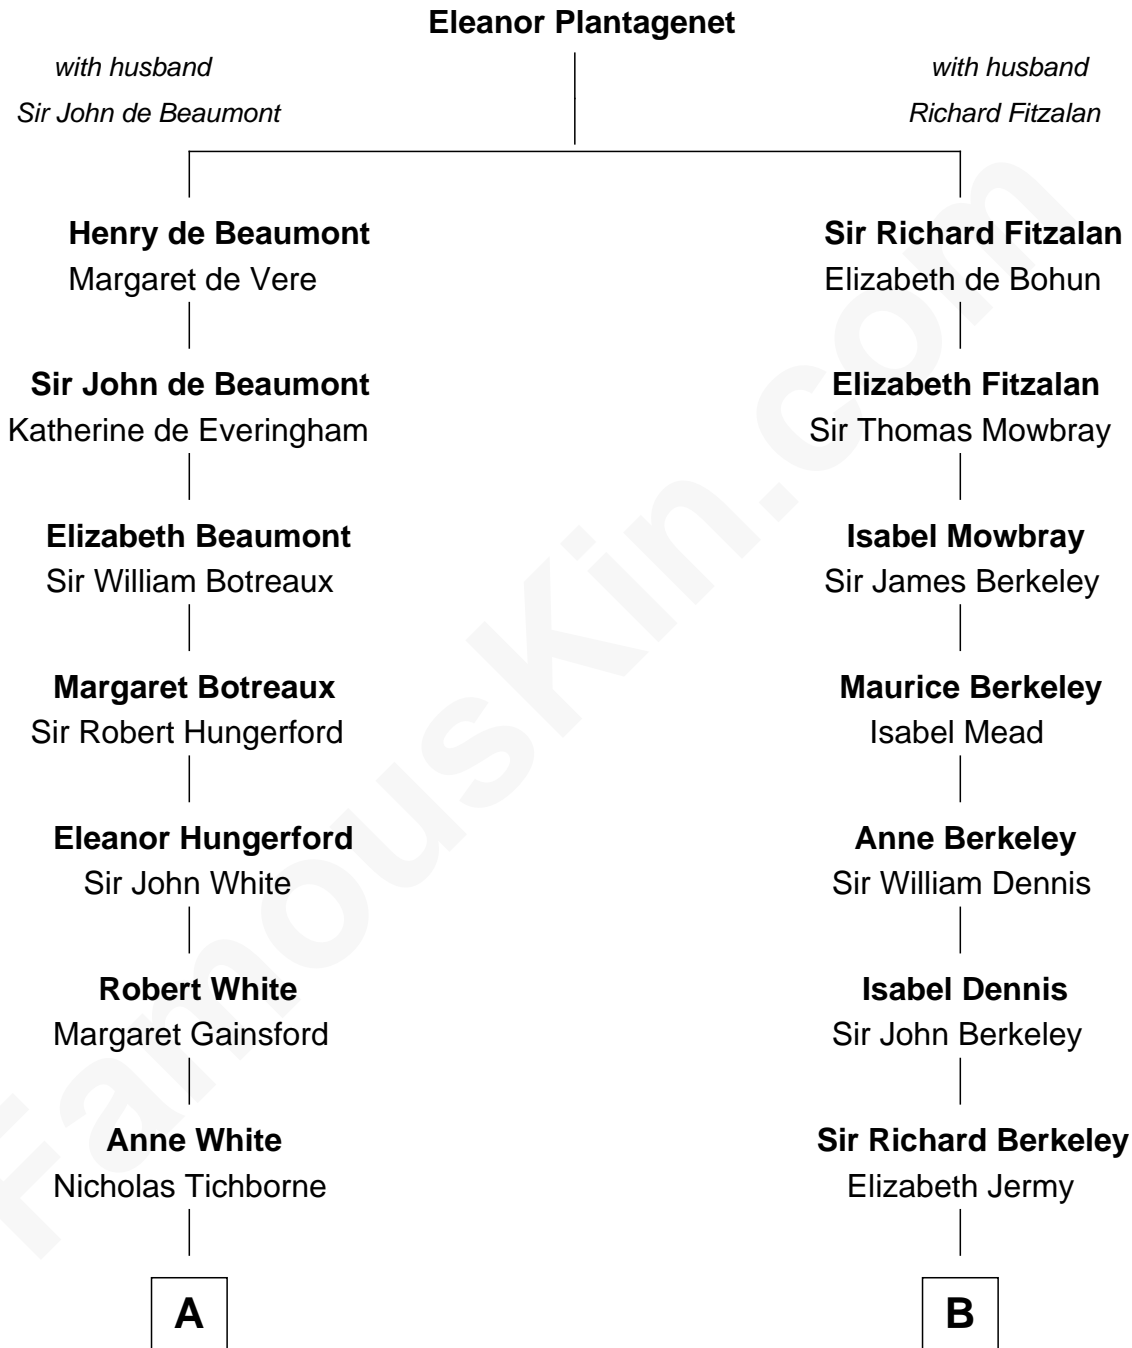 Eleanor Plantagenet
with husband
Sir John de Beaumont
with husband
Richard Fitzalan
Henry de Beaumont
Margaret de Vere
Sir Richard Fitzalan
Elizabeth de Bohun
Sir John de Beaumont
Katherine de Everingham
Elizabeth Fitzalan
Sir Thomas Mowbray
Elizabeth Beaumont
Sir William Botreaux
Isabel Mowbray
Sir James Berkeley
Margaret Botreaux
Sir Robert Hungerford
Maurice Berkeley
Isabel Mead
Eleanor Hungerford
Sir John White
Anne Berkeley
Sir William Dennis
Robert White
Margaret Gainsford
Isabel Dennis
Sir John Berkeley
Anne White
Nicholas Tichborne
Sir Richard Berkeley
Elizabeth Jermy
A
B
FamousKin.com